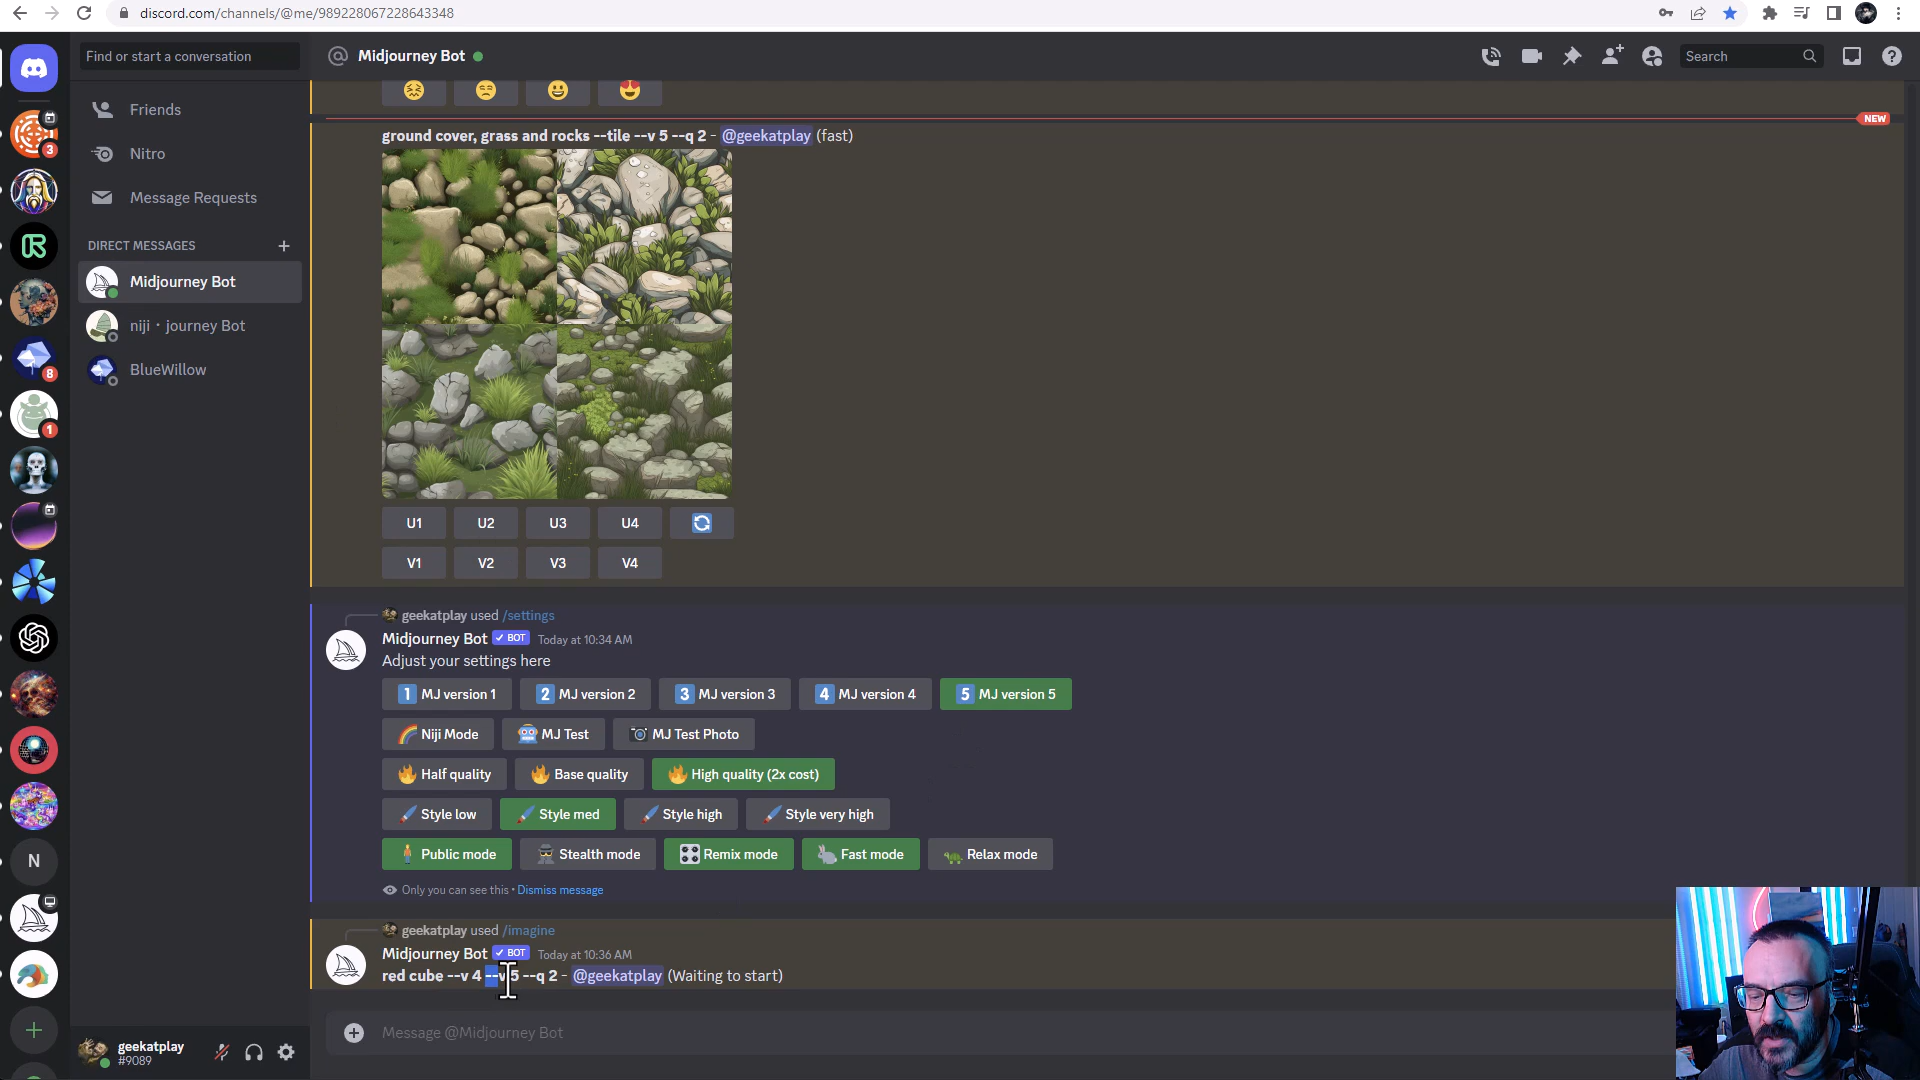 discord.com/channels/@me/989228067228643348
Find or start a conversation
Midjourney Bot
Search
Friends
Nitro
Message Requests
DIRECT MESSAGES
Midjourney Bot
niji・journey Bot
BlueWillow
3
8
1
N
NEW
ground cover, grass and rocks --tile --v 5 --q 2 - @geekatplay (fast)
U1 U2 U3 U4
V1 V2 V3 V4
geekatplay used /settings
Midjourney Bot ✓ BOT Today at 10:34 AM
Adjust your settings here
1 MJ version 1 2 MJ version 2 3 MJ version 3 4 MJ version 4 5 MJ version 5
Niji Mode MJ Test MJ Test Photo
Half quality Base quality High quality (2x cost)
Style low Style med Style high Style very high
Public mode Stealth mode Remix mode Fast mode Relax mode
Only you can see this • Dismiss message
geekatplay used /imagine
Midjourney Bot ✓ BOT Today at 10:36 AM
red cube --v 4 --v 5 --q 2 - @geekatplay (Waiting to start)
Message @Midjourney Bot
geekatplay
#9089